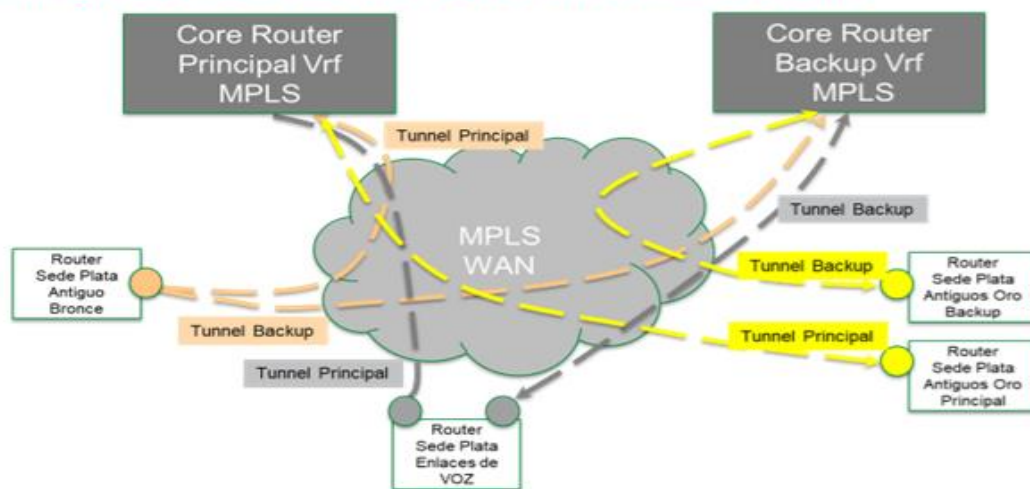 Core Router
Principal Vrf
MPLS
Core Router
Backup Vrf
MPLS
Tunnel Principal
Tunnel Backup
MPLS
WAN
Router
Sede Plata
Antiguo
Bronce
Tunnel Backup
Router
Sede Plata
Antiguos Oro
Backup
Tunnel Backup
Tunnel Principal
Tunnel Principal
Router
Sede Plata
Antiguos Oro
Principal
Router
Sede Plata
Enlaces de
VOZ